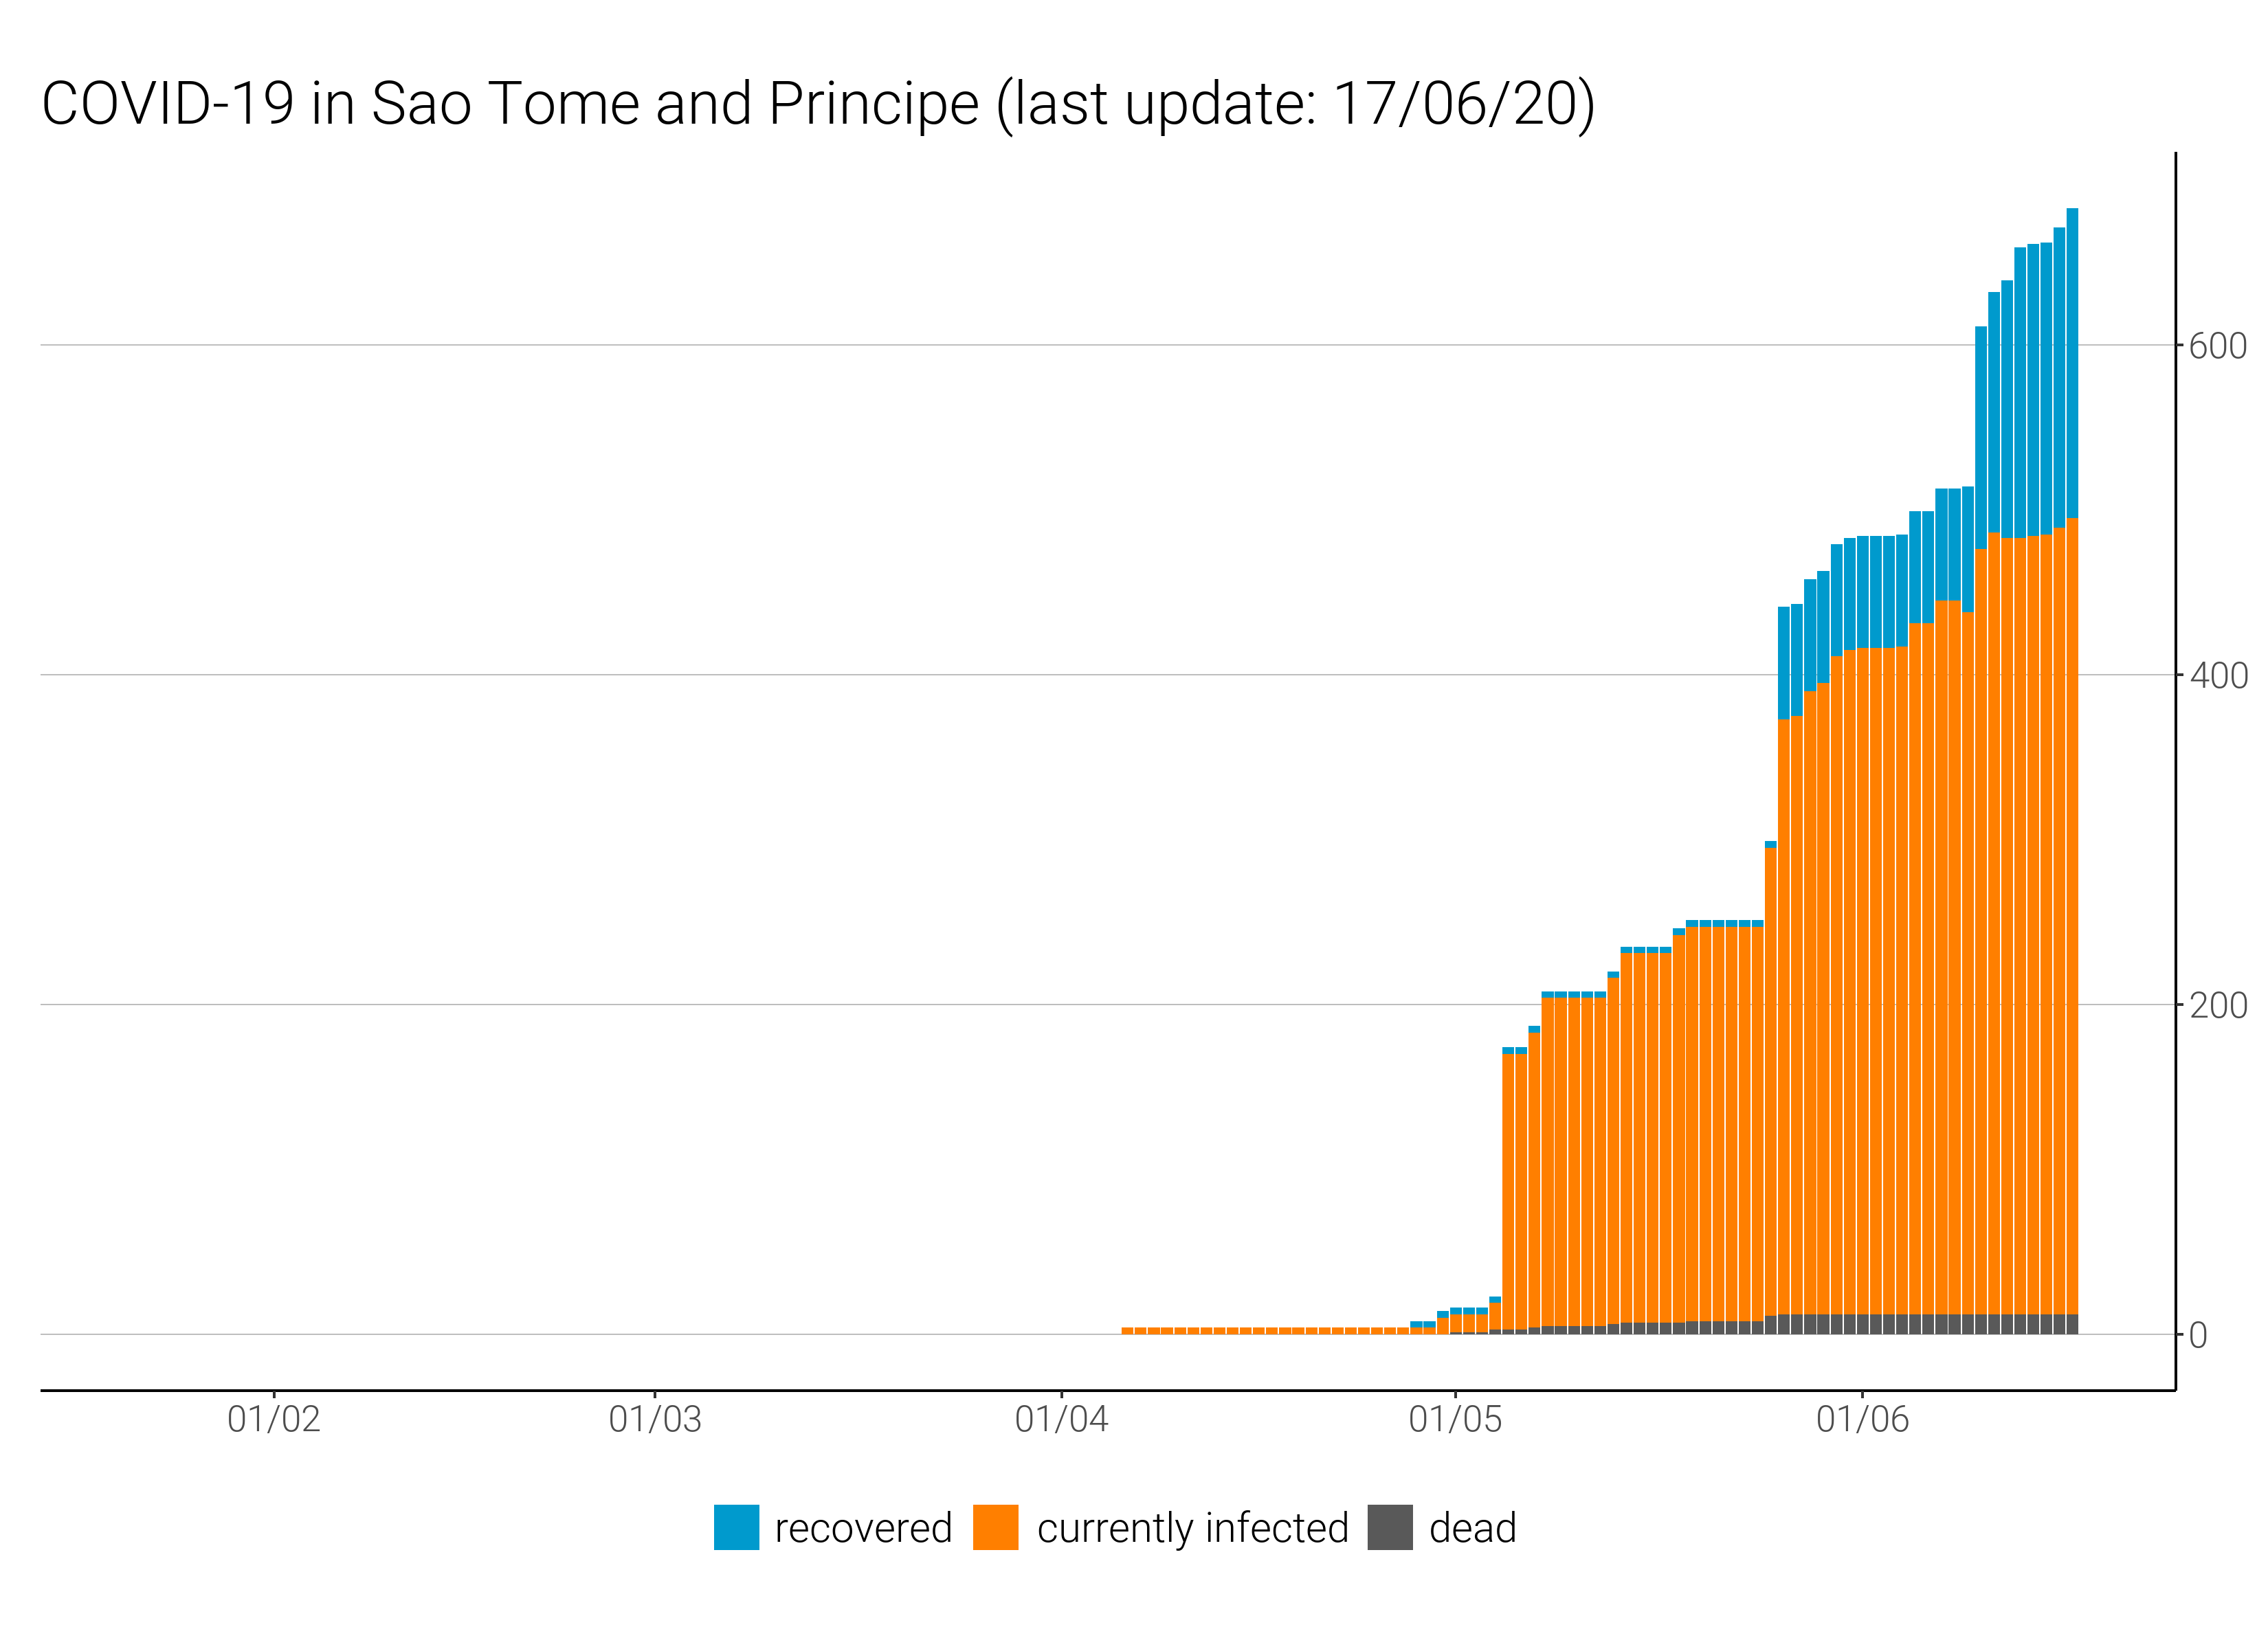 COVID-19 in Sao Tome and Principe (last update: 17/06/20)
600
400
200
0
01/02 01/03 01/04 01/05 01/06
recovered currently infected dead